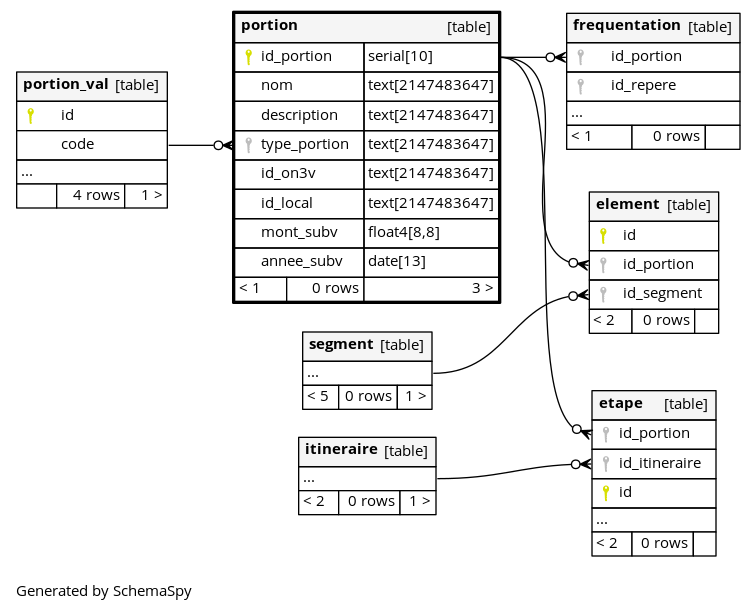 portion_val [table]
id
code
...
4 rows 1 >
portion [table]
id_portion serial[10]
nom text[2147483647]
description text[2147483647]
type_portion text[2147483647]
id_on3v text[2147483647]
id_local text[2147483647]
mont_subv float4[8,8]
annee_subv date[13]
< 1 0 rows 3 >
frequentation [table]
id_portion
id_repere
...
< 1 0 rows
element [table]
id
id_portion
id_segment
< 2 0 rows
segment [table]
...
< 5 0 rows 1 >
etape [table]
id_portion
id_itineraire
id
...
< 2 0 rows
itineraire [table]
...
< 2 0 rows 1 >
Generated by SchemaSpy